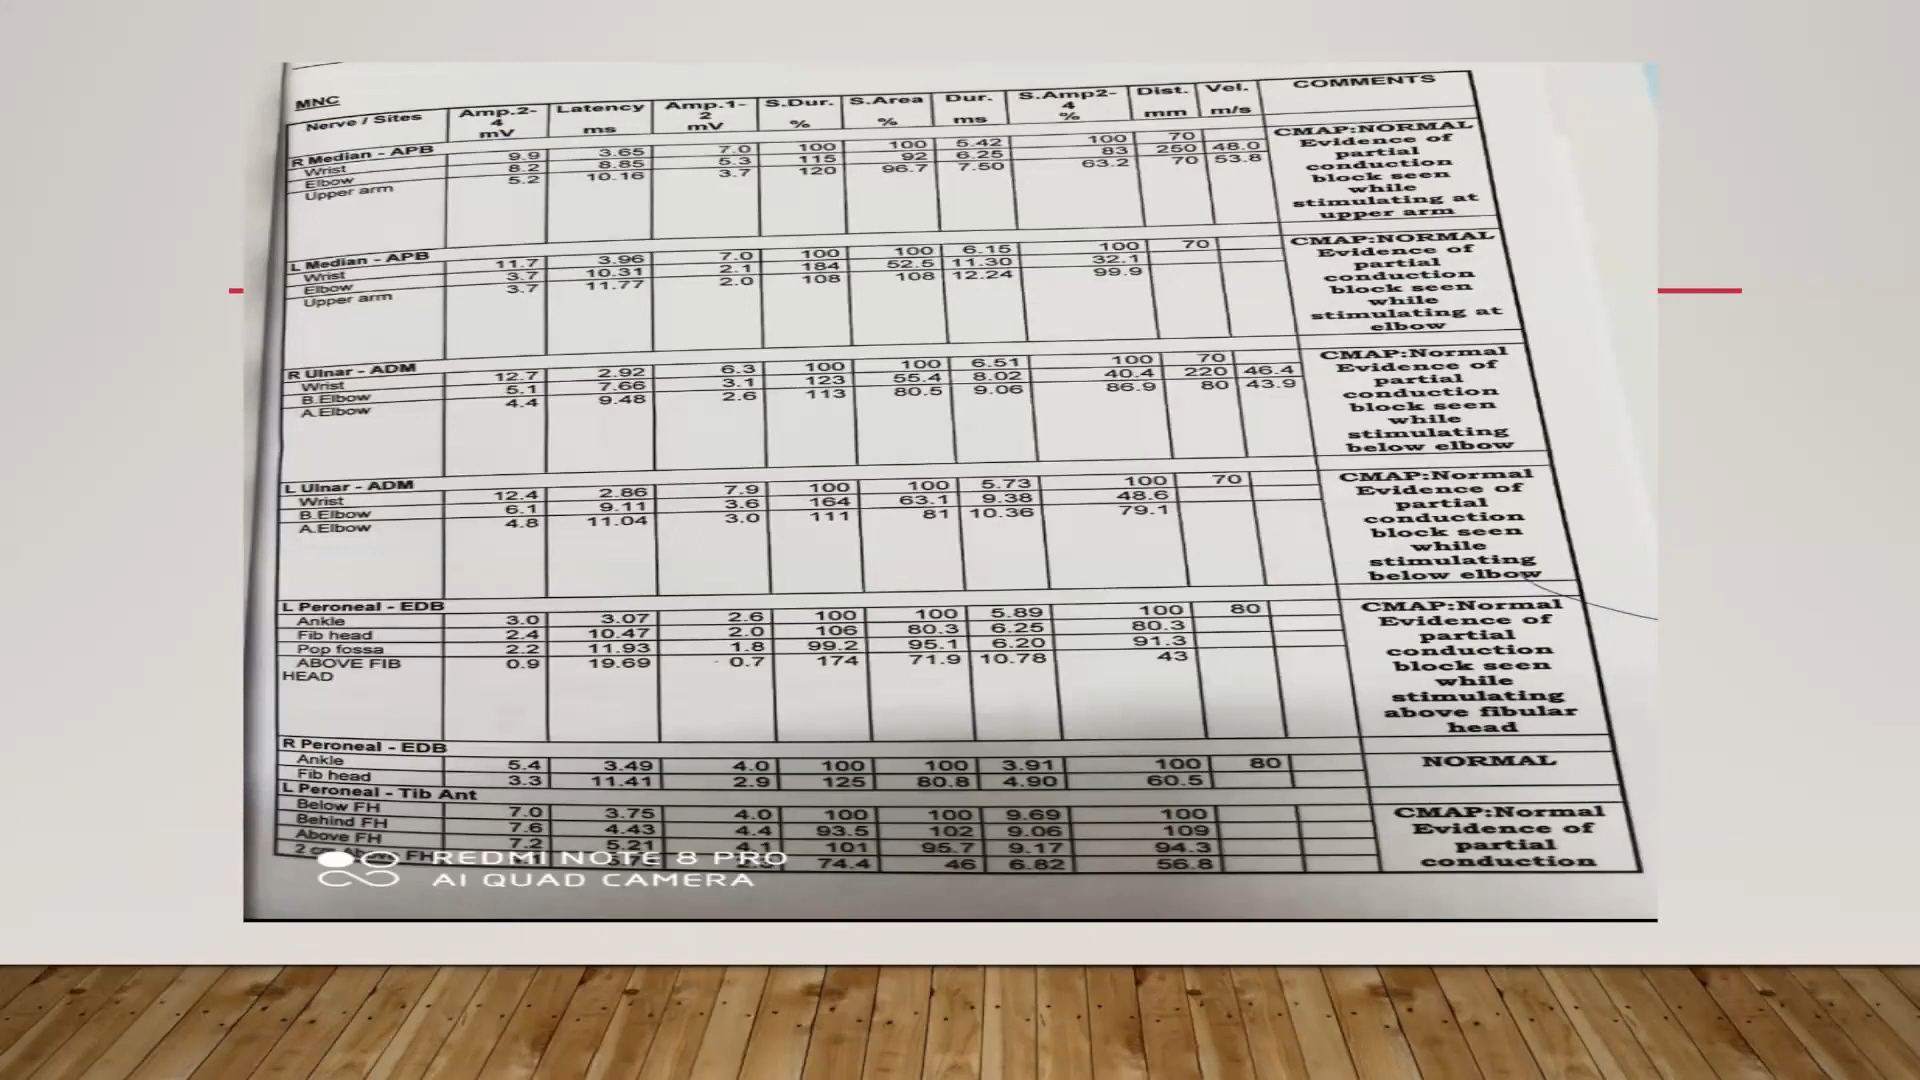 MNC
Nerve / Sites Amp.2-4 mV Latency ms Amp.1-2 mV S.Dur. % S.Area % Dur. ms S.Amp2-4 % Dist. mm Vel. m/s COMMENTS
R Median - APB
Wrist 9.9 3.65 7.0 100 100 5.42 100 70
Elbow 8.2 8.85 5.3 115 92 6.25 83 250 48.0
Upper arm 5.2 10.16 3.7 120 96.7 7.50 63.2 70 53.8
CMAP:NORMAL
Evidence of
partial
conduction
block seen
while
stimulating at
upper arm
L Median - APB
Wrist 11.7 3.96 7.0 100 100 6.15 100 70
Elbow 3.7 10.31 2.1 184 52.5 11.30 32.1
Upper arm 3.7 11.77 2.0 108 108 12.24 99.9
CMAP:NORMAL
Evidence of
partial
conduction
block seen
while
stimulating at
elbow
R Ulnar - ADM
Wrist 12.7 2.92 6.3 100 100 6.51 100 70
B.Elbow 5.1 7.66 3.1 123 55.4 8.02 40.4 220 46.4
A.Elbow 4.4 9.48 2.6 113 80.5 9.06 86.9 80 43.9
CMAP:Normal
Evidence of
partial
conduction
block seen
while
stimulating
below elbow
L Ulnar - ADM
Wrist 12.4 2.86 7.9 100 100 5.73 100 70
B.Elbow 6.1 9.11 3.6 164 63.1 9.38 48.6
A.Elbow 4.8 11.04 3.0 111 81 10.36 79.1
CMAP:Normal
Evidence of
partial
conduction
block seen
while
stimulating
below elbow
L Peroneal - EDB
Ankle 3.0 3.07 2.6 100 100 5.89 100 80
Fib head 2.4 10.47 2.0 106 80.3 6.25 80.3
Pop fossa 2.2 11.93 1.8 99.2 95.1 6.20 91.3
ABOVE FIB HEAD 0.9 19.69 0.7 174 71.9 10.78 43
CMAP:Normal
Evidence of
partial
conduction
block seen
while
stimulating
above fibular
head
R Peroneal - EDB
Ankle 5.4 3.49 4.0 100 100 3.91 100 80
Fib head 3.3 11.41 2.9 125 80.8 4.90 60.5
NORMAL
L Peroneal - Tib Ant
Below FH 7.0 3.75 4.0 100 100 9.69 100
Behind FH 7.6 4.43 4.4 93.5 102 9.06 109
Above FH 7.2 5.21 4.1 101 95.7 9.17 94.3
2 Above FH 74.4 46 6.82 56.8
CMAP:Normal
Evidence of
partial
conduction
REDMI NOTE 8 PRO
AI QUAD CAMERA